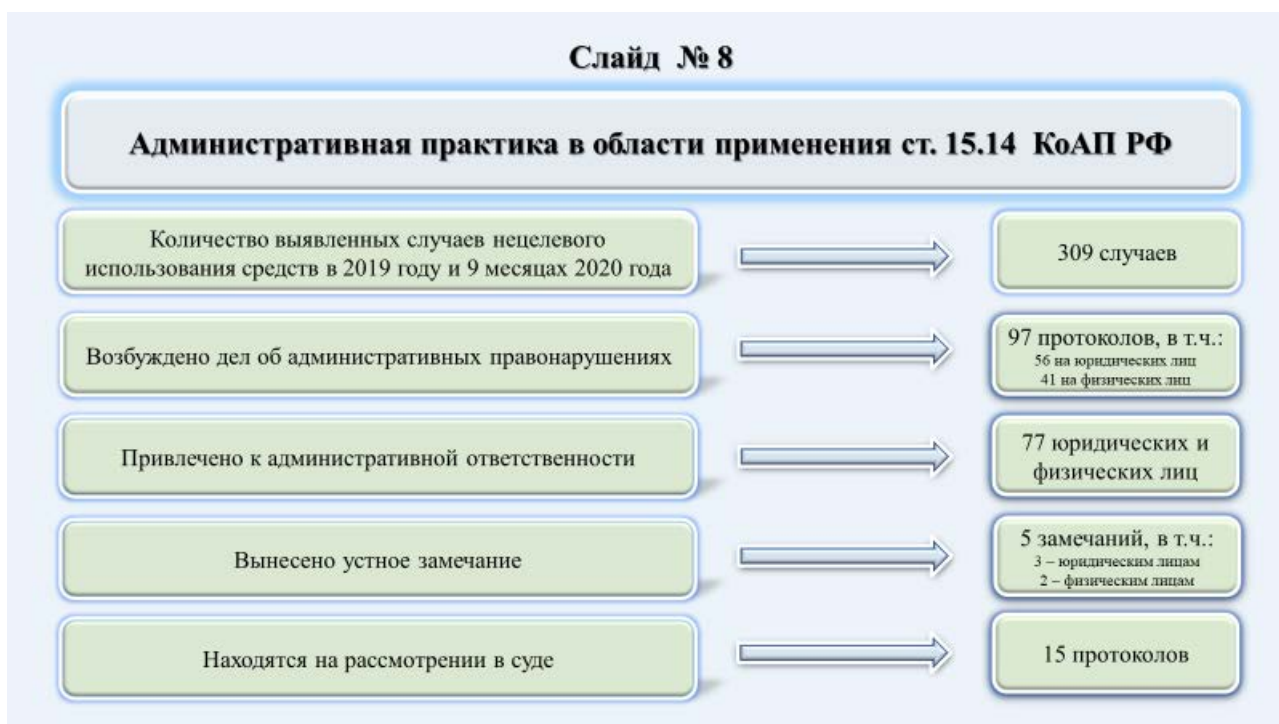 Слайд № 8
Административная практика в области применения ст. 15.14 КоАП РФ
Количество выявленных случаев нецелевого
использования средств в 2019 году и 9 месяцах 2020 года
309 случаев
Возбуждено дел об административных правонарушениях
97 протоколов, в т.ч.:
56 на юридических лиц
41 на физических лиц
Привлечено к административной ответственности
77 юридических и
физических лиц
Вынесено устное замечание
5 замечаний, в т.ч.:
3 – юридическим лицам
2 – физическим лицам
Находятся на рассмотрении в суде
15 протоколов